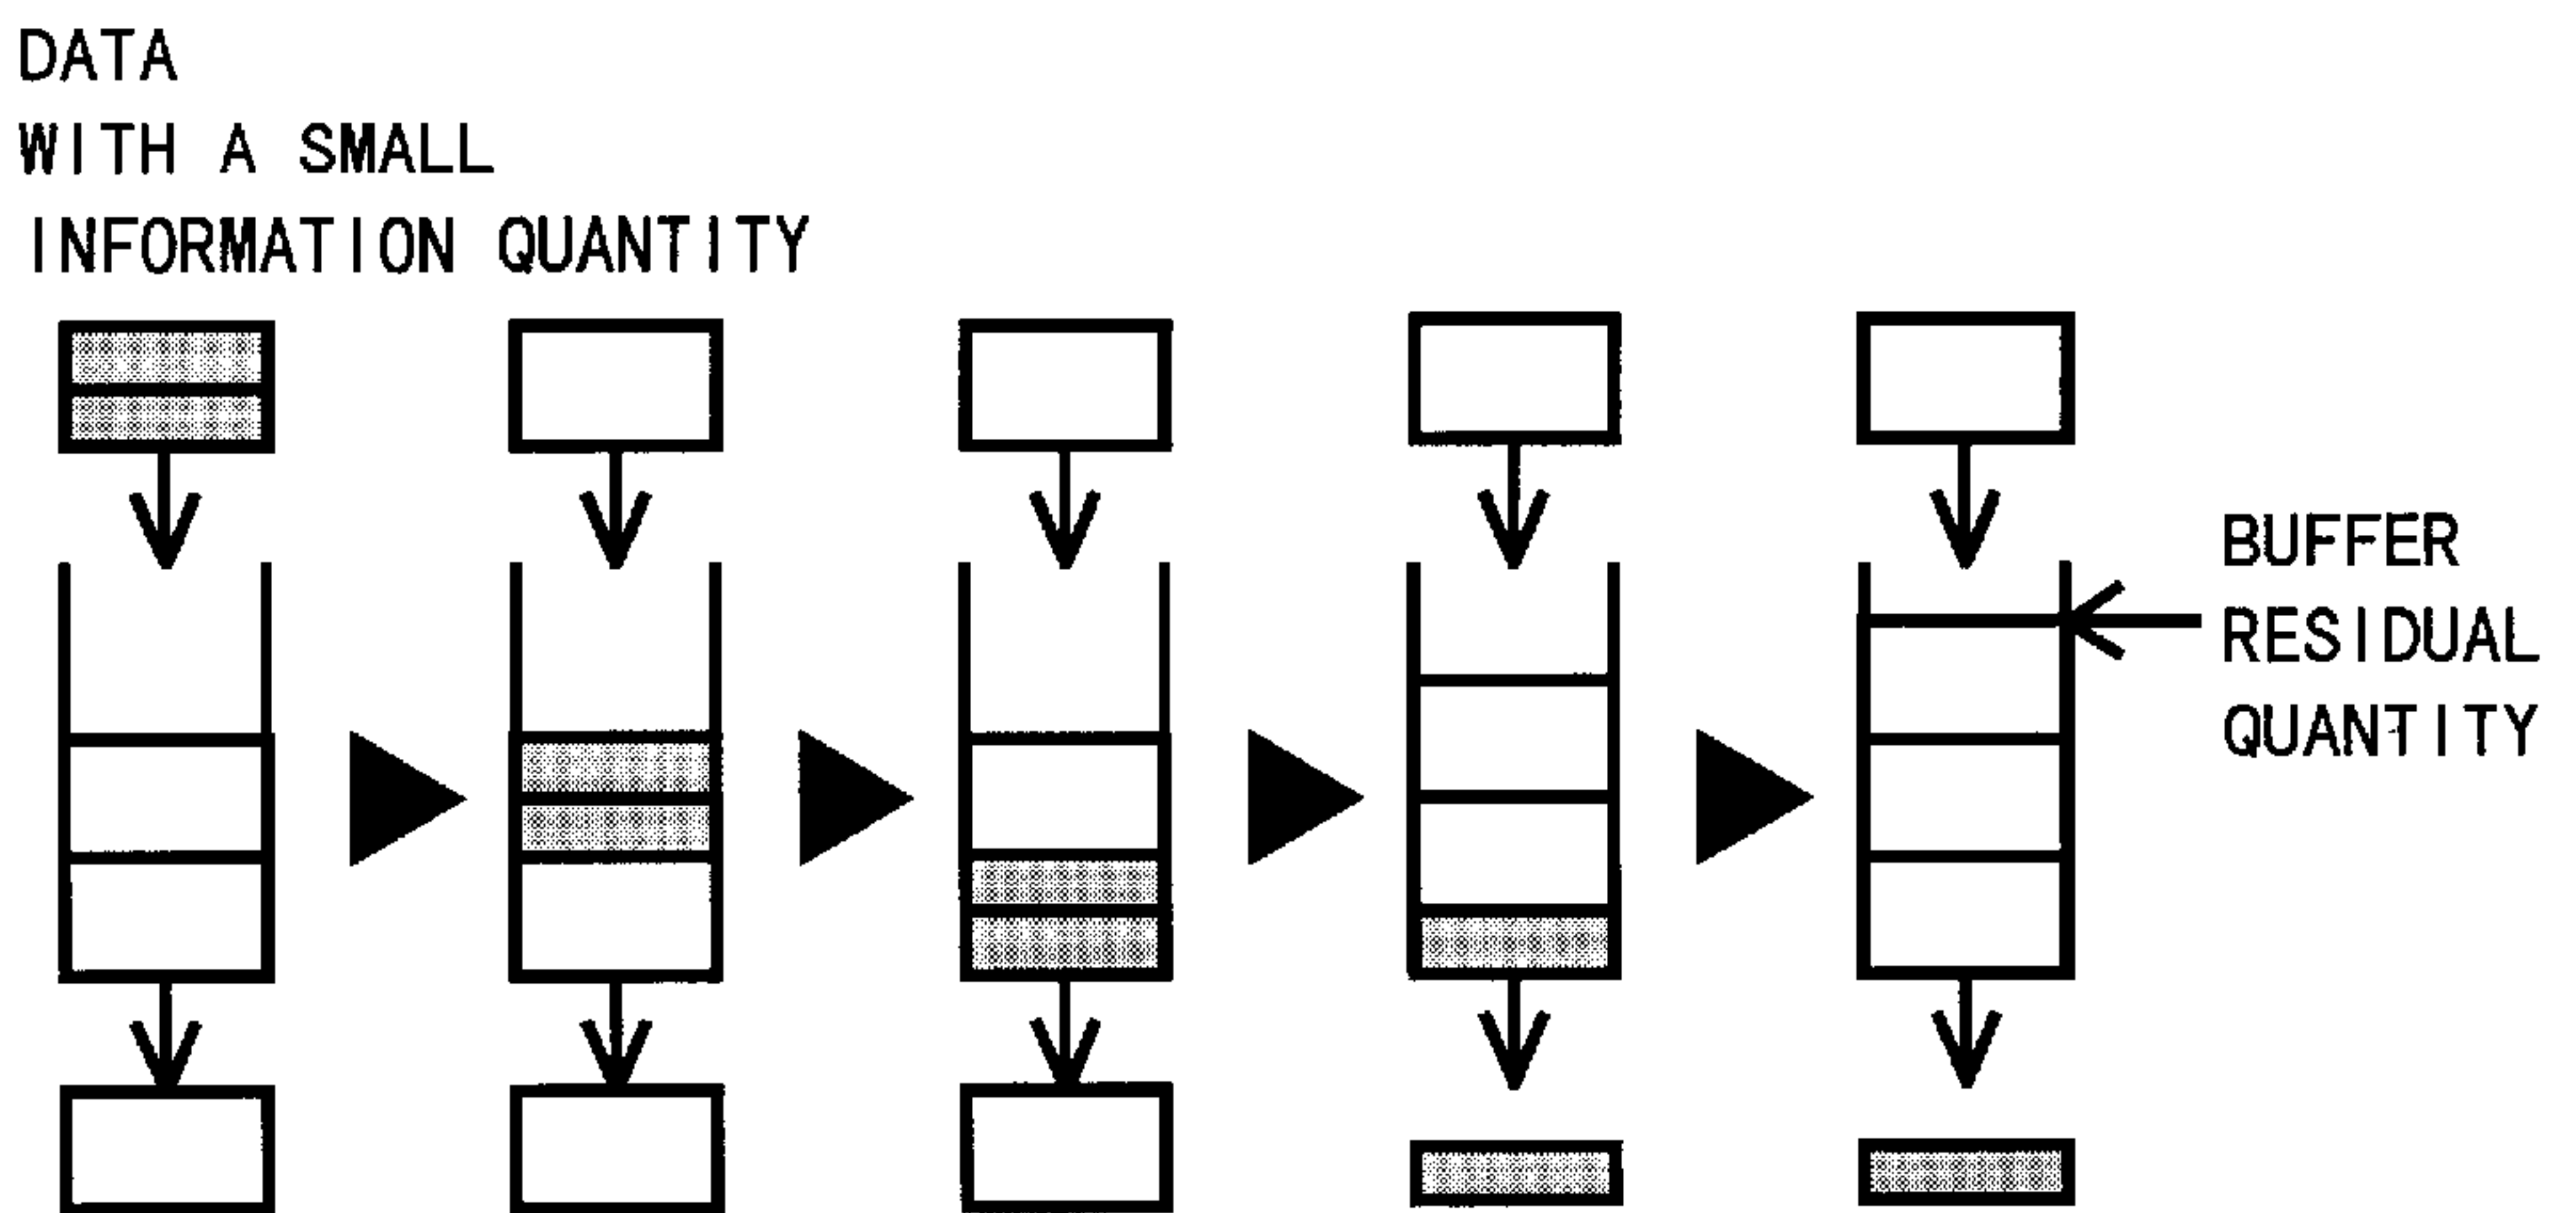 DATA
WITH A SMALL
INFORMATION QUANTITY
BUFFER
RESIDUAL
QUANTITY